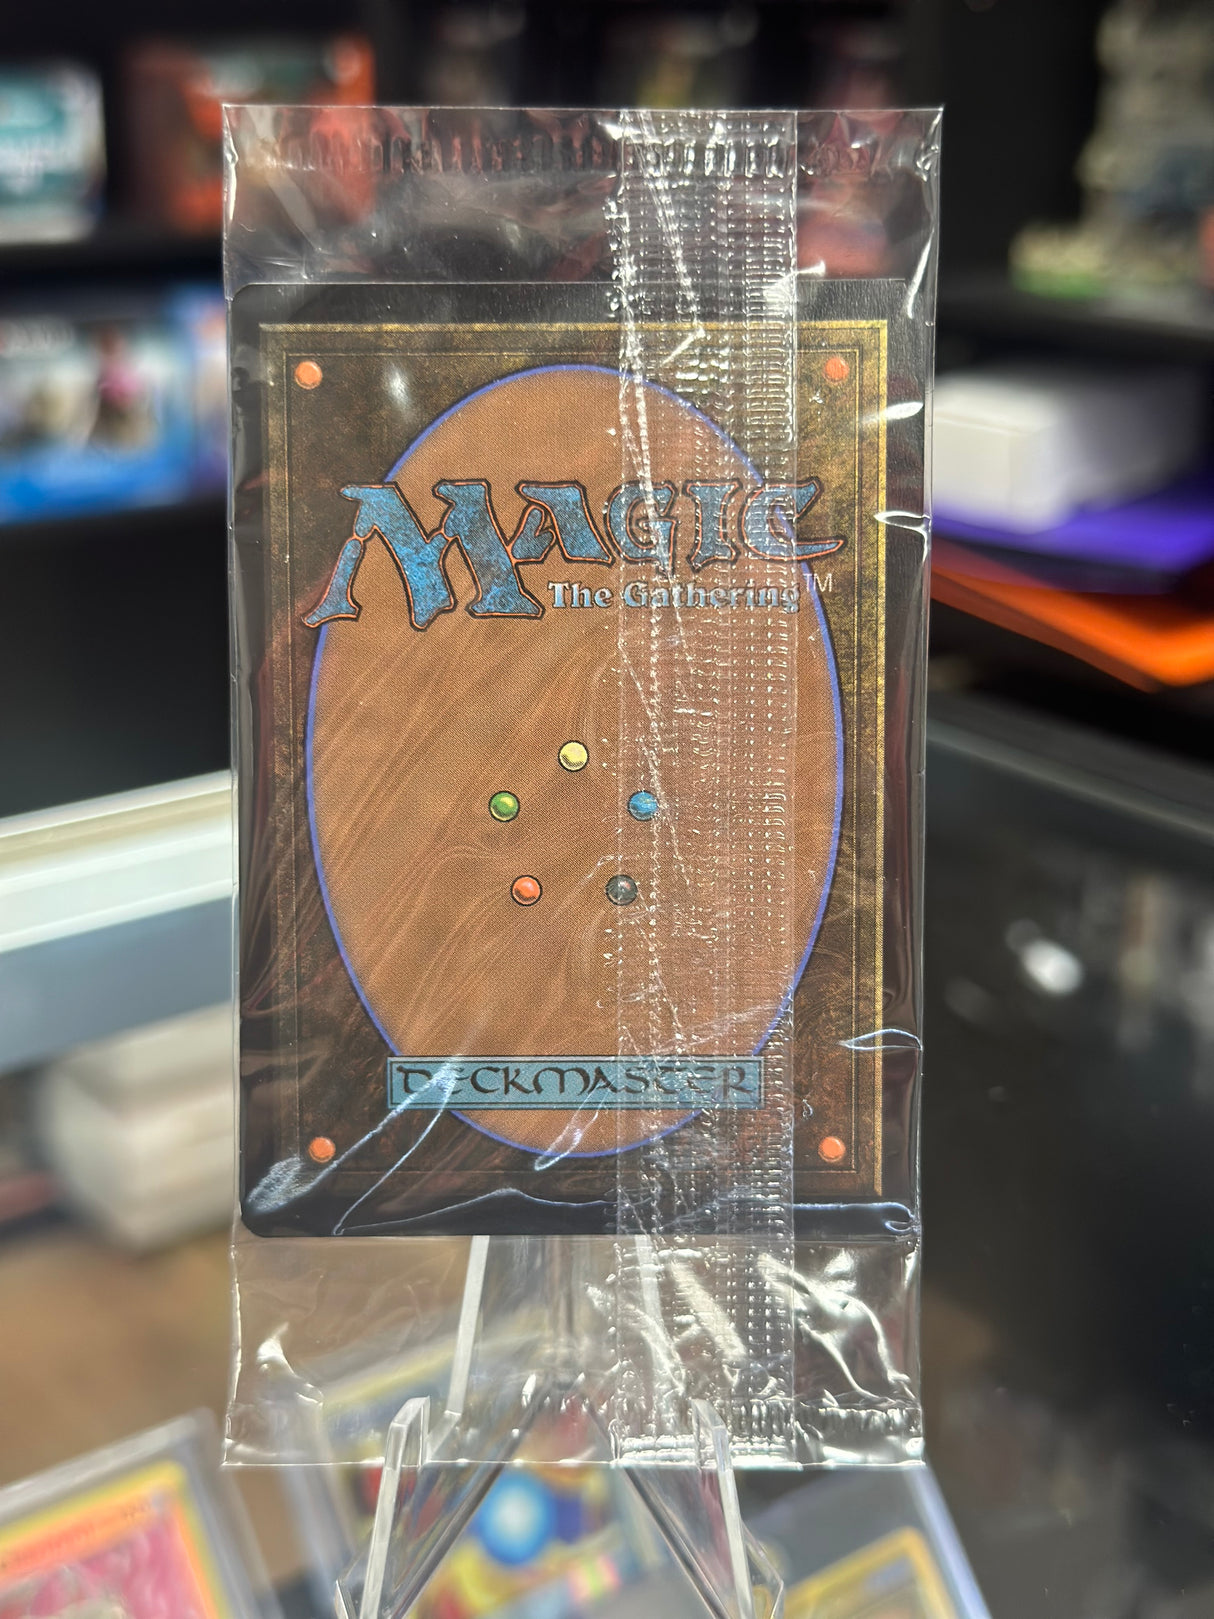 MAGIC
The Gathering™
DECKMASTER